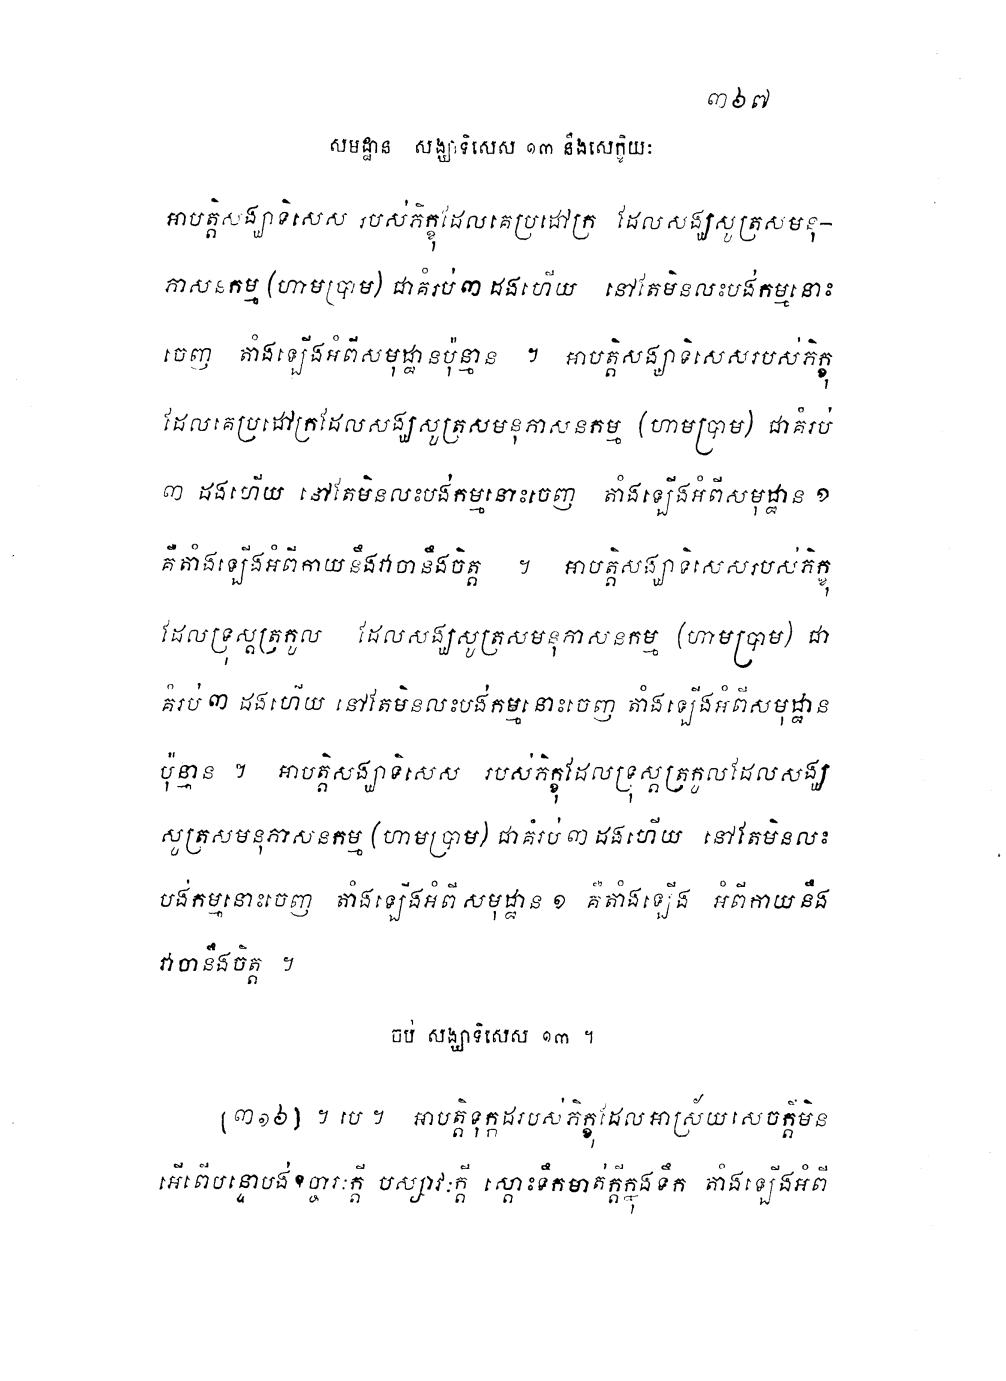 ៣៦៧
សមដ្ឋាន សង្ឃាទិសេស ១៣ នឹងសេក្ខិយៈ
អាបត្តិសង្ឃាទិសេស របស់ភិក្ខុដែលគេប្រដៅក្រ ដែលសង្ឃសូត្រសមនុ-
ភាសនកម្ម (ហាមប្រាម) ជាគំរប់ ៣ ដងហើយ នៅតែមិនលះបង់កម្មនោះ
ចេញ តាំងឡើងអំពីសមុដ្ឋានប៉ុន្មាន ។ អាបត្តិសង្ឃាទិសេសរបស់ភិក្ខុ
ដែលគេប្រដៅក្រដែលសង្ឃសូត្រសមនុភាសនកម្ម (ហាមប្រាម) ជាគំរប់
៣ ដងហើយ នៅតែមិនលះបង់កម្មនោះចេញ តាំងឡើងអំពីសមុដ្ឋាន ១
គឺតាំងឡើងអំពីកាយនឹងវាចានឹងចិត្ត ។ អាបត្តិសង្ឃាទិសេសរបស់ភិក្ខុ
ដែលទ្រុស្តត្រកូល ដែលសង្ឃសូត្រសមនុភាសនកម្ម (ហាមប្រាម) ជា
គំរប់ ៣ ដងហើយ នៅតែមិនលះបង់កម្មនោះចេញ តាំងឡើងអំពីសមុដ្ឋាន
ប៉ុន្មាន ។ អាបត្តិសង្ឃាទិសេស របស់ភិក្ខុដែលទ្រុស្តត្រកូលដែលសង្ឃ
សូត្រសមនុភាសនកម្ម (ហាមប្រាម) ជាគំរប់ ៣ ដងហើយ នៅតែមិនលះ
បង់កម្មនោះចេញ តាំងឡើងអំពីសមុដ្ឋាន ១ គឺតាំងឡើង អំពីកាយនឹង
វាចានឹងចិត្ត ។
ចប់ សង្ឃាទិសេស ១៣ ។
[៣១៦] ។ បេ ។ អាបត្តិទុក្កដរបស់ភិក្ខុដែលអាស្រ័យសេចក្តីមិន
អើពើបន្ទោបង់ឧច្ចារៈក្តី បស្សាវៈក្តី ស្តោះទឹកមាត់ក្តីក្នុងទឹក តាំងឡើងអំពី